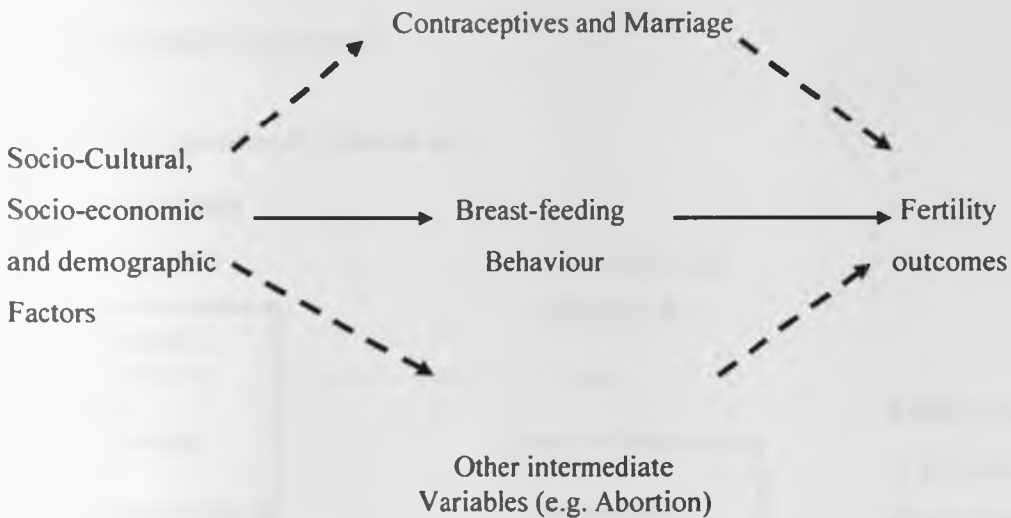 Contraceptives and Marriage
Socio-Cultural,
Socio-economic
and demographic
Factors
Breast-feeding
Behaviour
Fertility
outcomes
Other intermediate
Variables (e.g. Abortion)